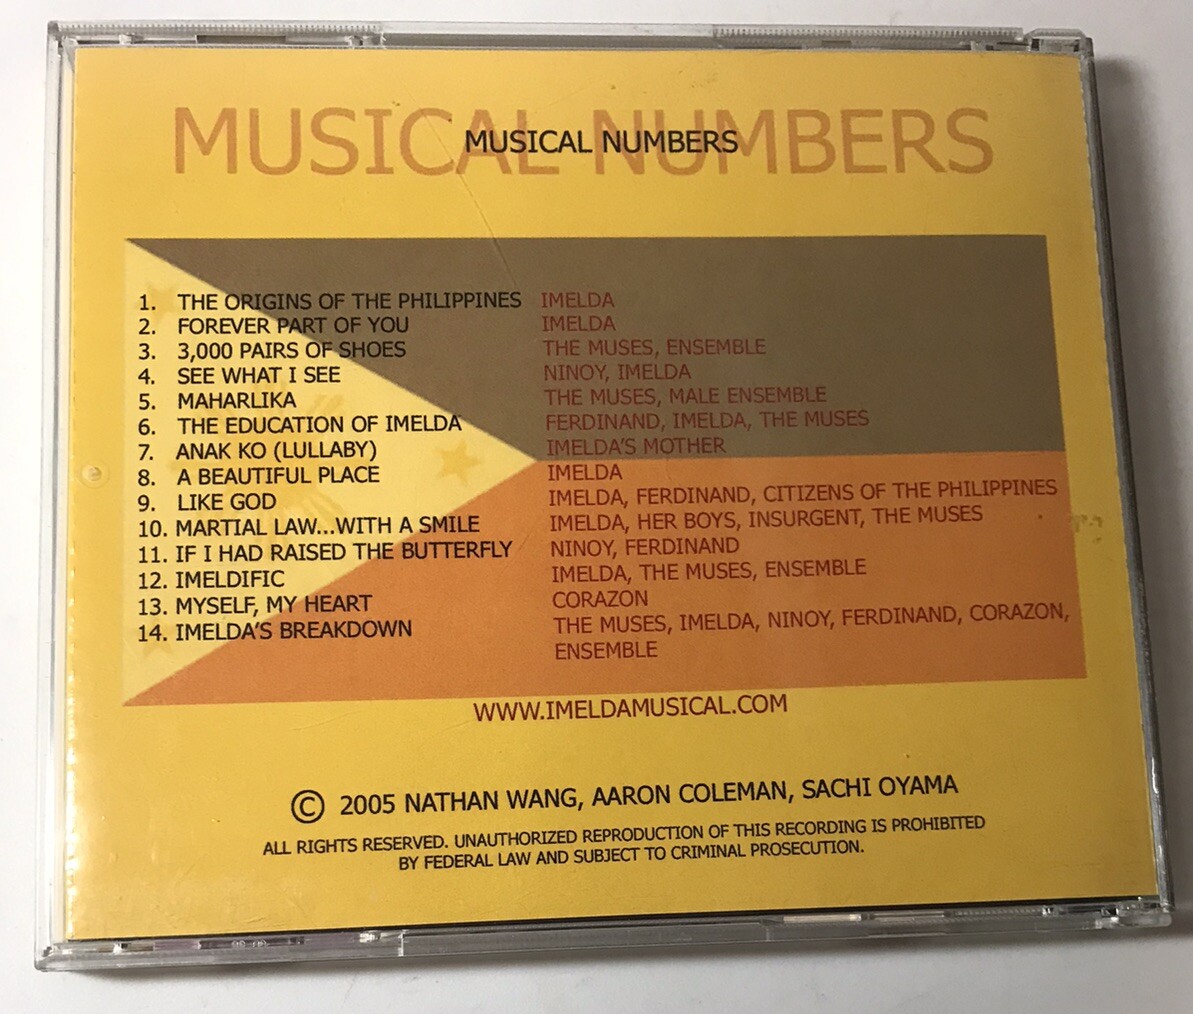 MUSICAL NUMBERS
MUSICAL NUMBERS
1. THE ORIGINS OF THE PHILIPPINES IMELDA
2. FOREVER PART OF YOU IMELDA
3. 3,000 PAIRS OF SHOES THE MUSES, ENSEMBLE
4. SEE WHAT I SEE NINOY, IMELDA
5. MAHARLIKA THE MUSES, MALE ENSEMBLE
6. THE EDUCATION OF IMELDA FERDINAND, IMELDA, THE MUSES
7. ANAK KO (LULLABY) IMELDA'S MOTHER
8. A BEAUTIFUL PLACE IMELDA
9. LIKE GOD IMELDA, FERDINAND, CITIZENS OF THE PHILIPPINES
10. MARTIAL LAW...WITH A SMILE IMELDA, HER BOYS, INSURGENT, THE MUSES
11. IF I HAD RAISED THE BUTTERFLY NINOY, FERDINAND
12. IMELDIFIC IMELDA, THE MUSES, ENSEMBLE
13. MYSELF, MY HEART CORAZON
14. IMELDA'S BREAKDOWN THE MUSES, IMELDA, NINOY, FERDINAND, CORAZON,
ENSEMBLE
WWW.IMELDAMUSICAL.COM
© 2005 NATHAN WANG, AARON COLEMAN, SACHI OYAMA
ALL RIGHTS RESERVED. UNAUTHORIZED REPRODUCTION OF THIS RECORDING IS PROHIBITED
BY FEDERAL LAW AND SUBJECT TO CRIMINAL PROSECUTION.